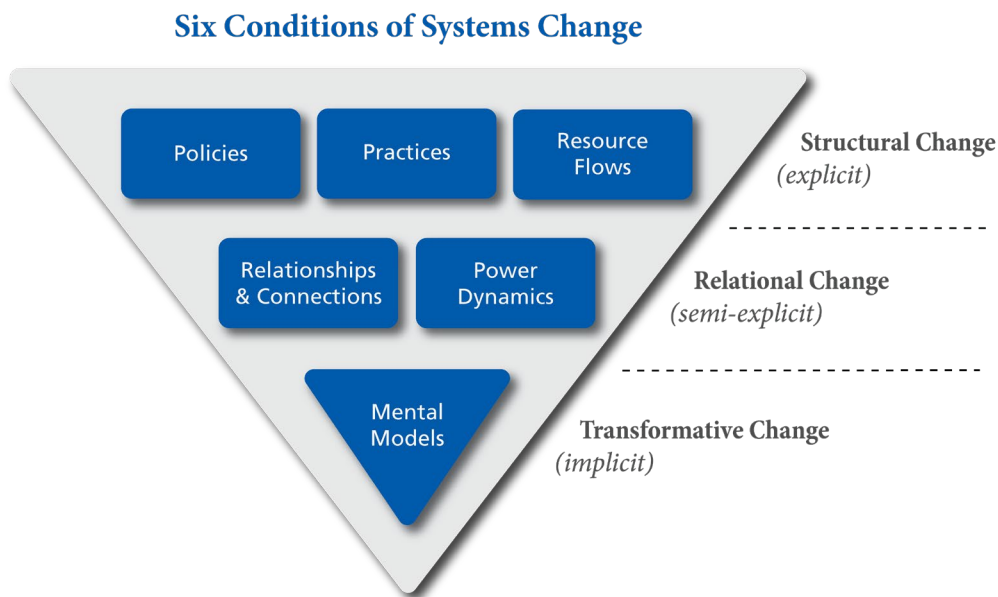 Six Conditions of Systems Change
Policies
Practices
Resource
Flows
Structural Change
(explicit)
Relationships
& Connections
Power
Dynamics
Relational Change
(semi-explicit)
Mental
Models
Transformative Change
(implicit)